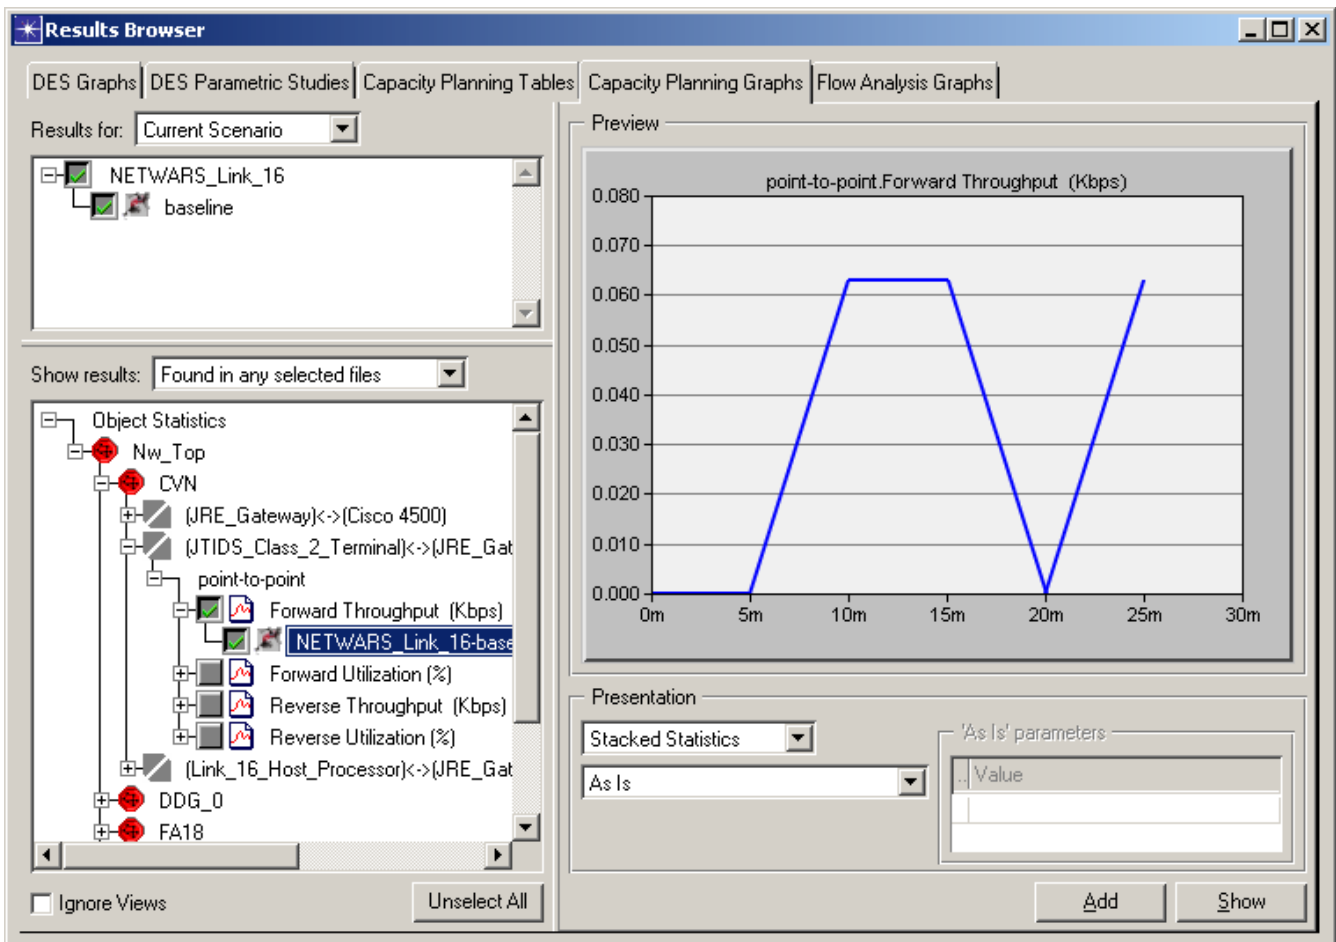 Results Browser
DES Graphs DES Parametric Studies Capacity Planning Tables Capacity Planning Graphs Flow Analysis Graphs
Results for: Current Scenario
NETWARS_Link_16
baseline
Show results: Found in any selected files
Object Statistics
Nw_Top
CVN
(JRE_Gateway)<->(Cisco 4500)
(JTIDS_Class_2_Terminal)<->(JRE_Gat
point-to-point
Forward Throughput (Kbps)
NETWARS_Link_16-base
Forward Utilization (%)
Reverse Throughput (Kbps)
Reverse Utilization (%)
(Link_16_Host_Processor)<->(JRE_Gat
DDG_0
FA18
Ignore Views
Unselect All
Preview
point-to-point.Forward Throughput (Kbps)
0.080
0.070
0.060
0.050
0.040
0.030
0.020
0.010
0.000
0m 5m 10m 15m 20m 25m 30m
Presentation
Stacked Statistics
As Is
'As Is' parameters
.. Value
Add Show